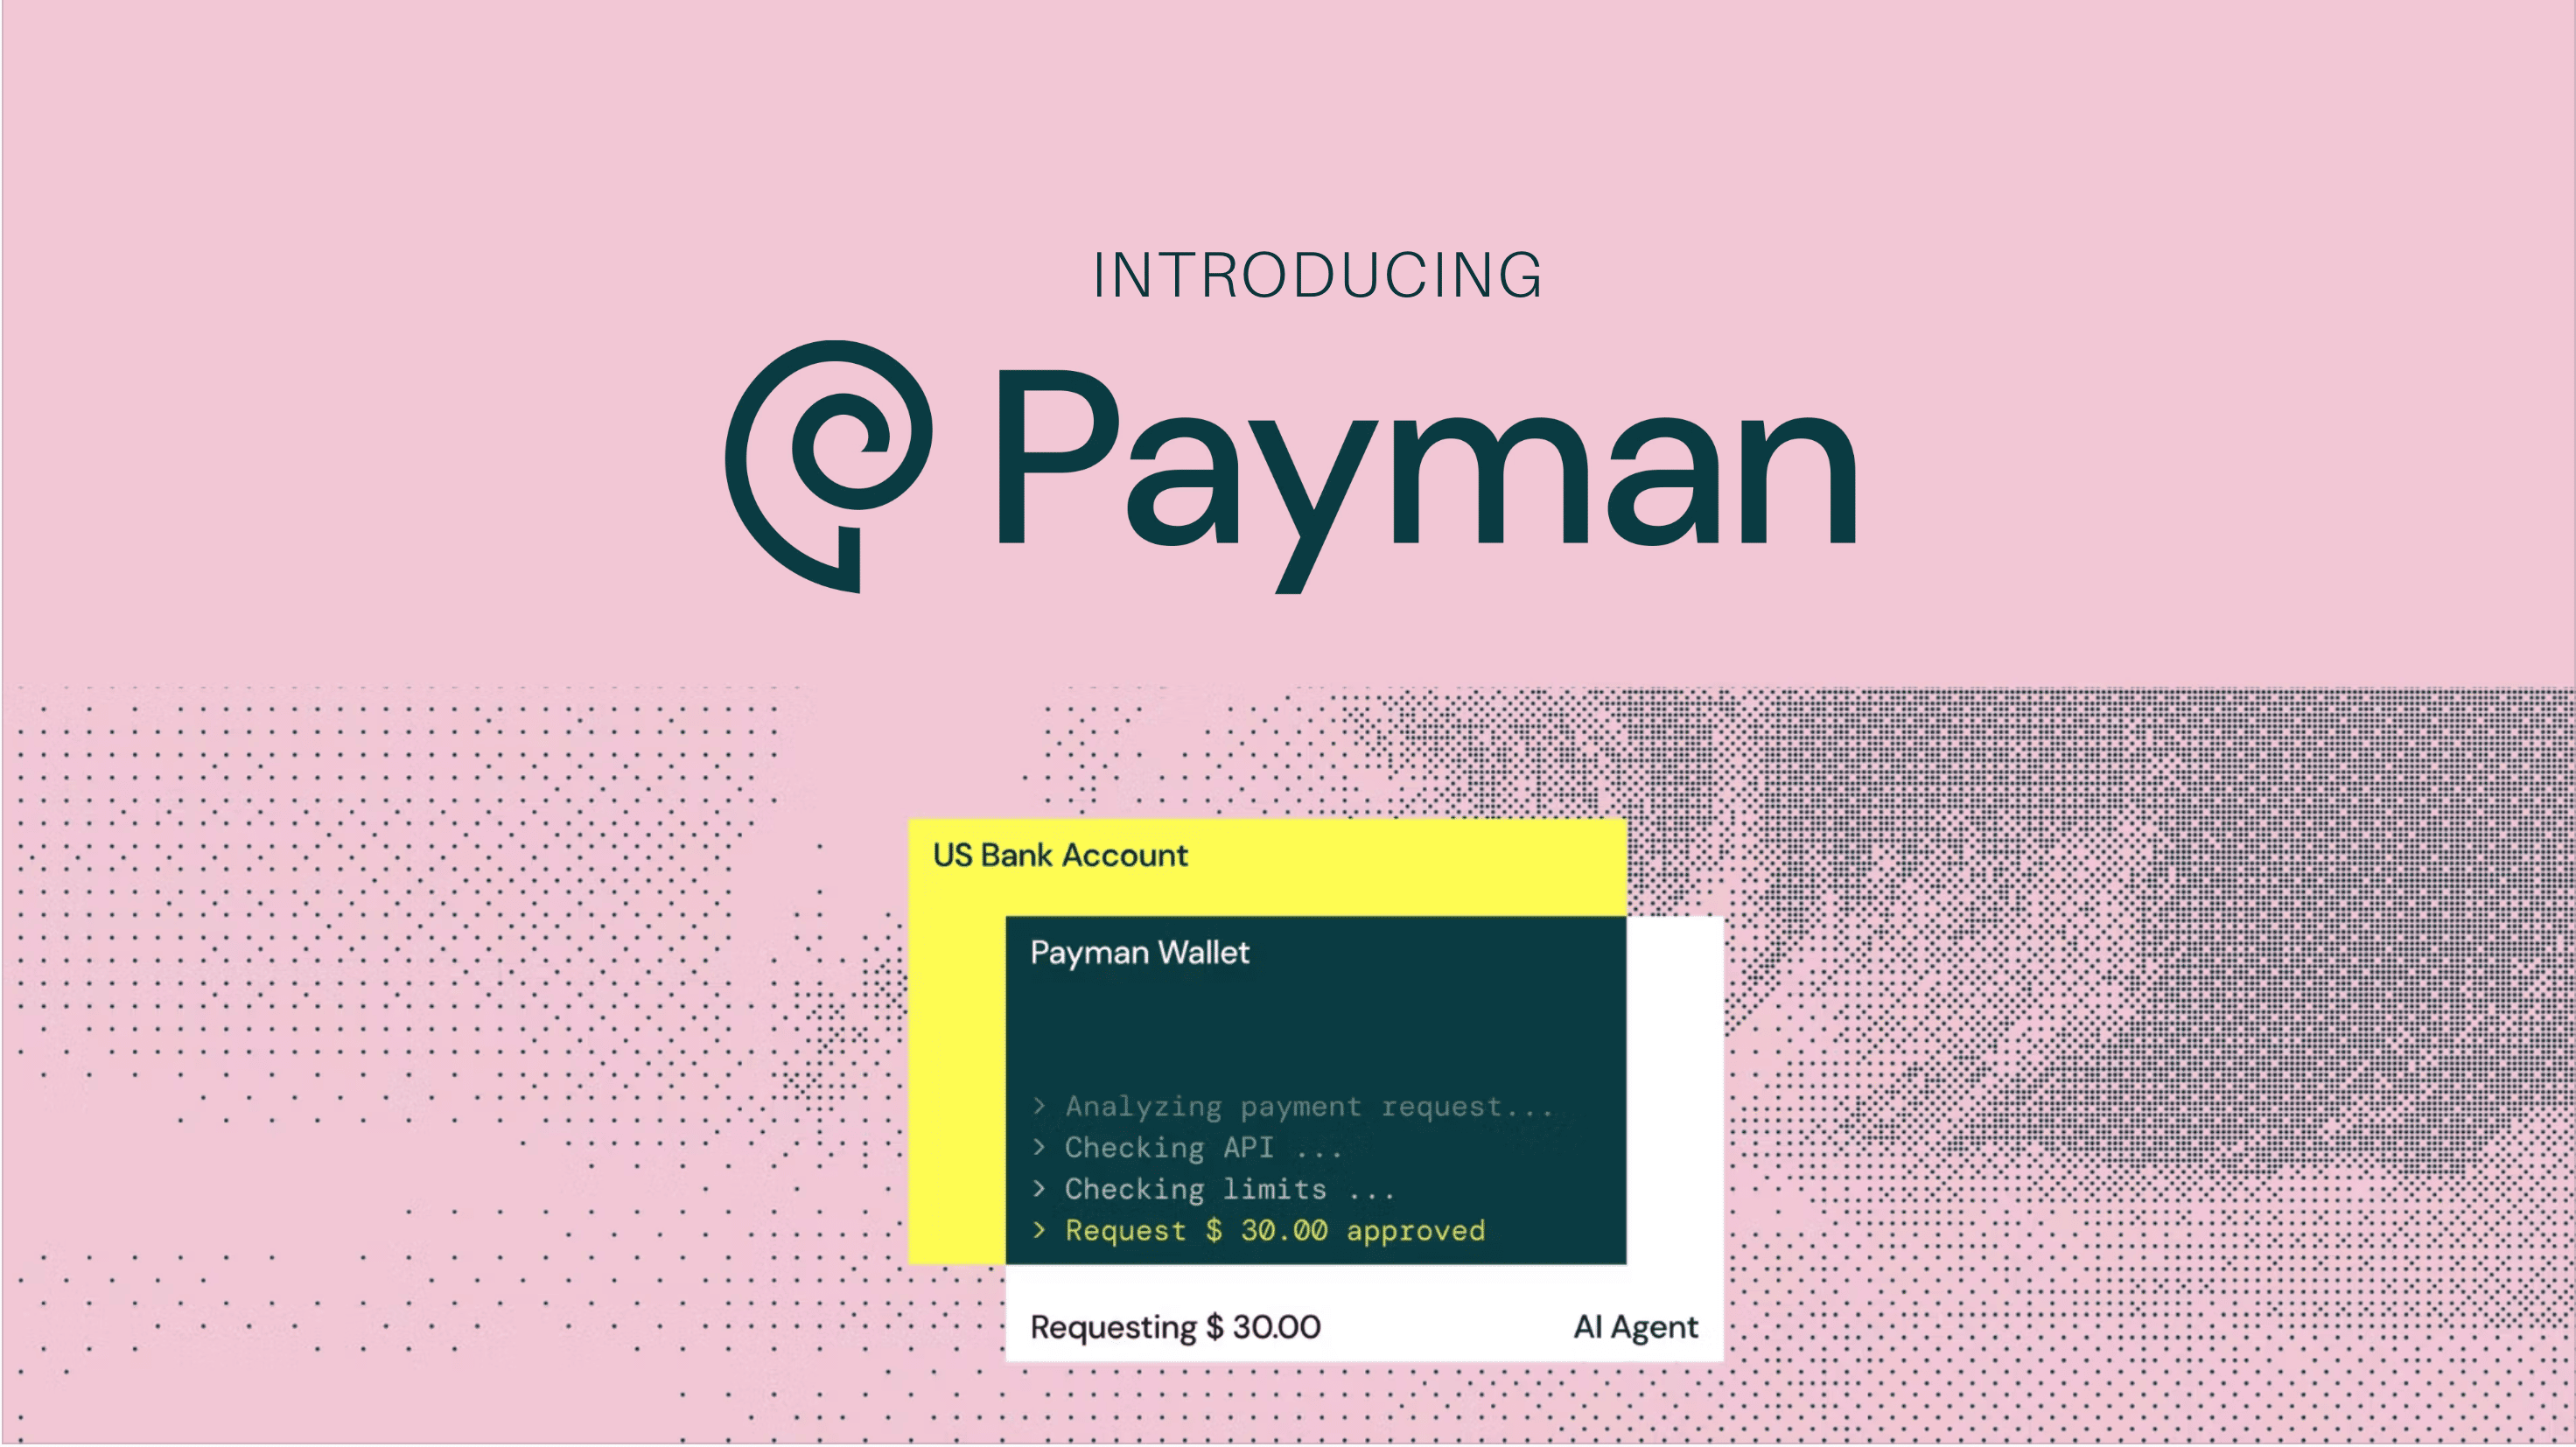 INTRODUCING
Payman
US Bank Account
Payman Wallet
> Analyzing payment request...
> Checking API ...
> Checking limits ...
> Request $ 30.00 approved
Requesting $ 30.00
AI Agent